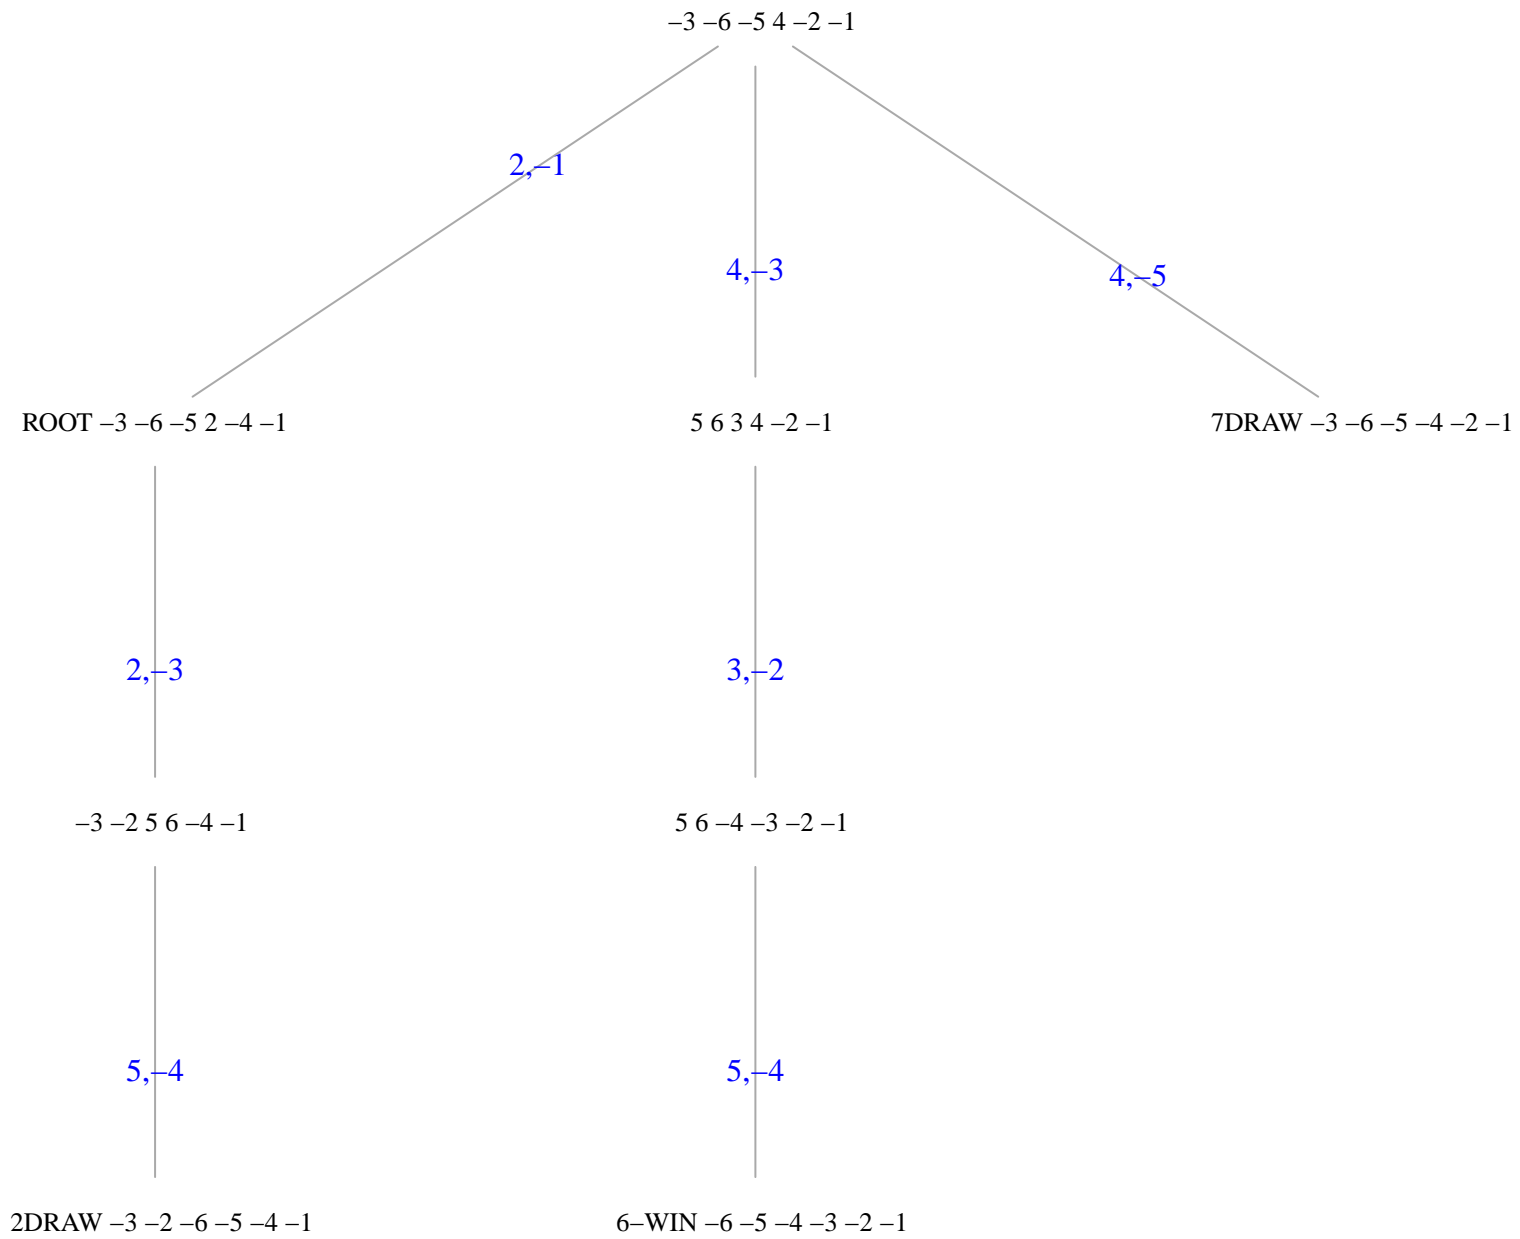 –3 –6 –5 4 –2 –1
2,–1
4,–3
4,–5
ROOT –3 –6 –5 2 –4 –1
5 6 3 4 –2 –1
7DRAW –3 –6 –5 –4 –2 –1
2,–3
3,–2
–3 –2 5 6 –4 –1
5 6 –4 –3 –2 –1
5,–4
5,–4
2DRAW –3 –2 –6 –5 –4 –1
6–WIN –6 –5 –4 –3 –2 –1